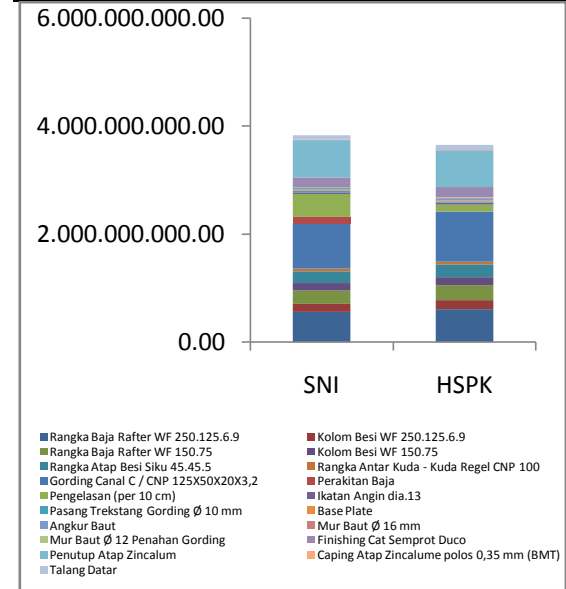 6.000.000.000.00
4.000.000.000.00
2.000.000.000.00
0.00
SNI HSPK
Rangka Baja Rafter WF 250.125.6.9 Kolom Besi WF 250.125.6.9
Rangka Baja Rafter WF 150.75 Kolom Besi WF 150.75
Rangka Atap Besi Siku 45.45.5 Rangka Antar Kuda - Kuda Regel CNP 100
Gording Canal C / CNP 125X50X20X3,2 Perakitan Baja
Pengelasan (per 10 cm) Ikatan Angin dia.13
Pasang Trekstang Gording Ø 10 mm Base Plate
Angkur Baut Mur Baut Ø 16 mm
Mur Baut Ø 12 Penahan Gording Finishing Cat Semprot Duco
Penutup Atap Zincalum Caping Atap Zincalume polos 0,35 mm (BMT)
Talang Datar